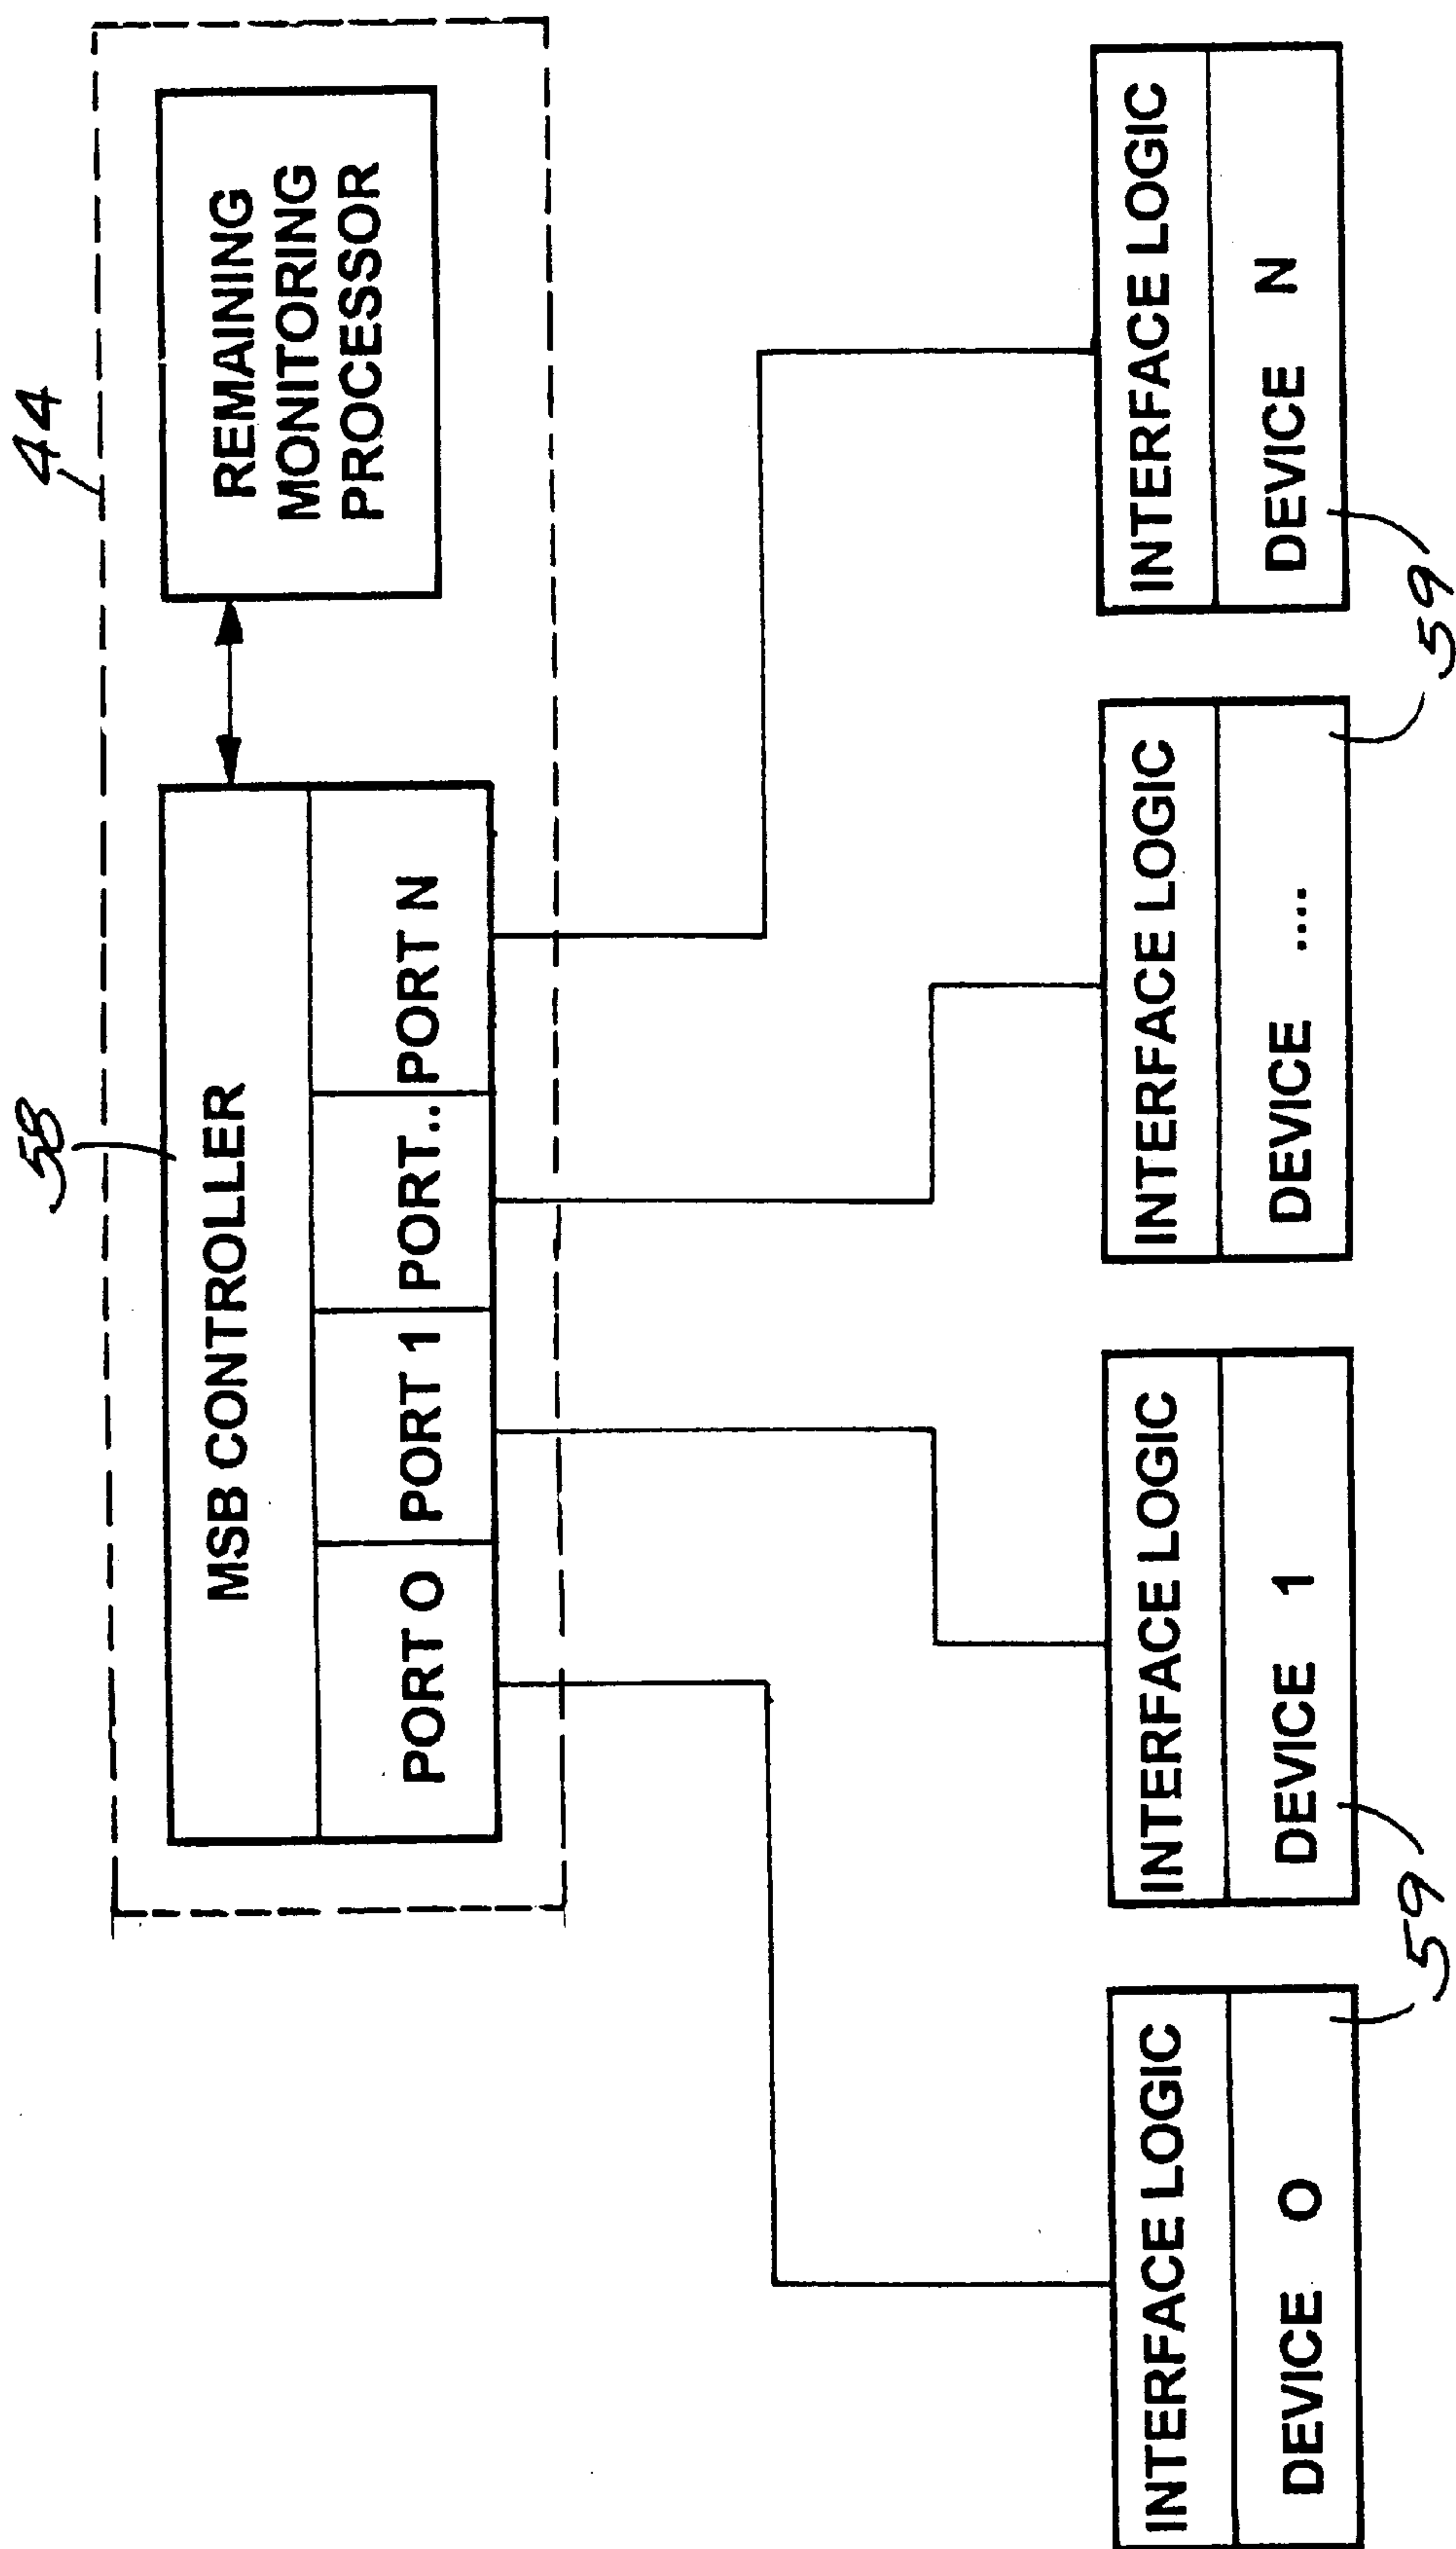 44
58
MSB CONTROLLER
REMAINING
MONITORING
PROCESSOR
PORT O
PORT 1
PORT..
PORT N
INTERFACE LOGIC
DEVICE O
INTERFACE LOGIC
DEVICE 1
INTERFACE LOGIC
DEVICE ....
INTERFACE LOGIC
DEVICE N
59
59